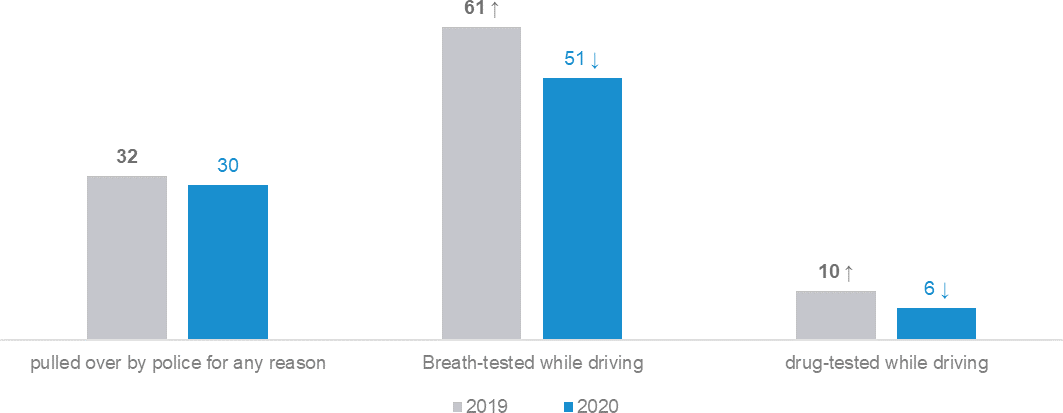 61 ↑
51 ↓
32
30
10 ↑
6 ↓
pulled over by police for any reason
Breath-tested while driving
drug-tested while driving
2019
2020